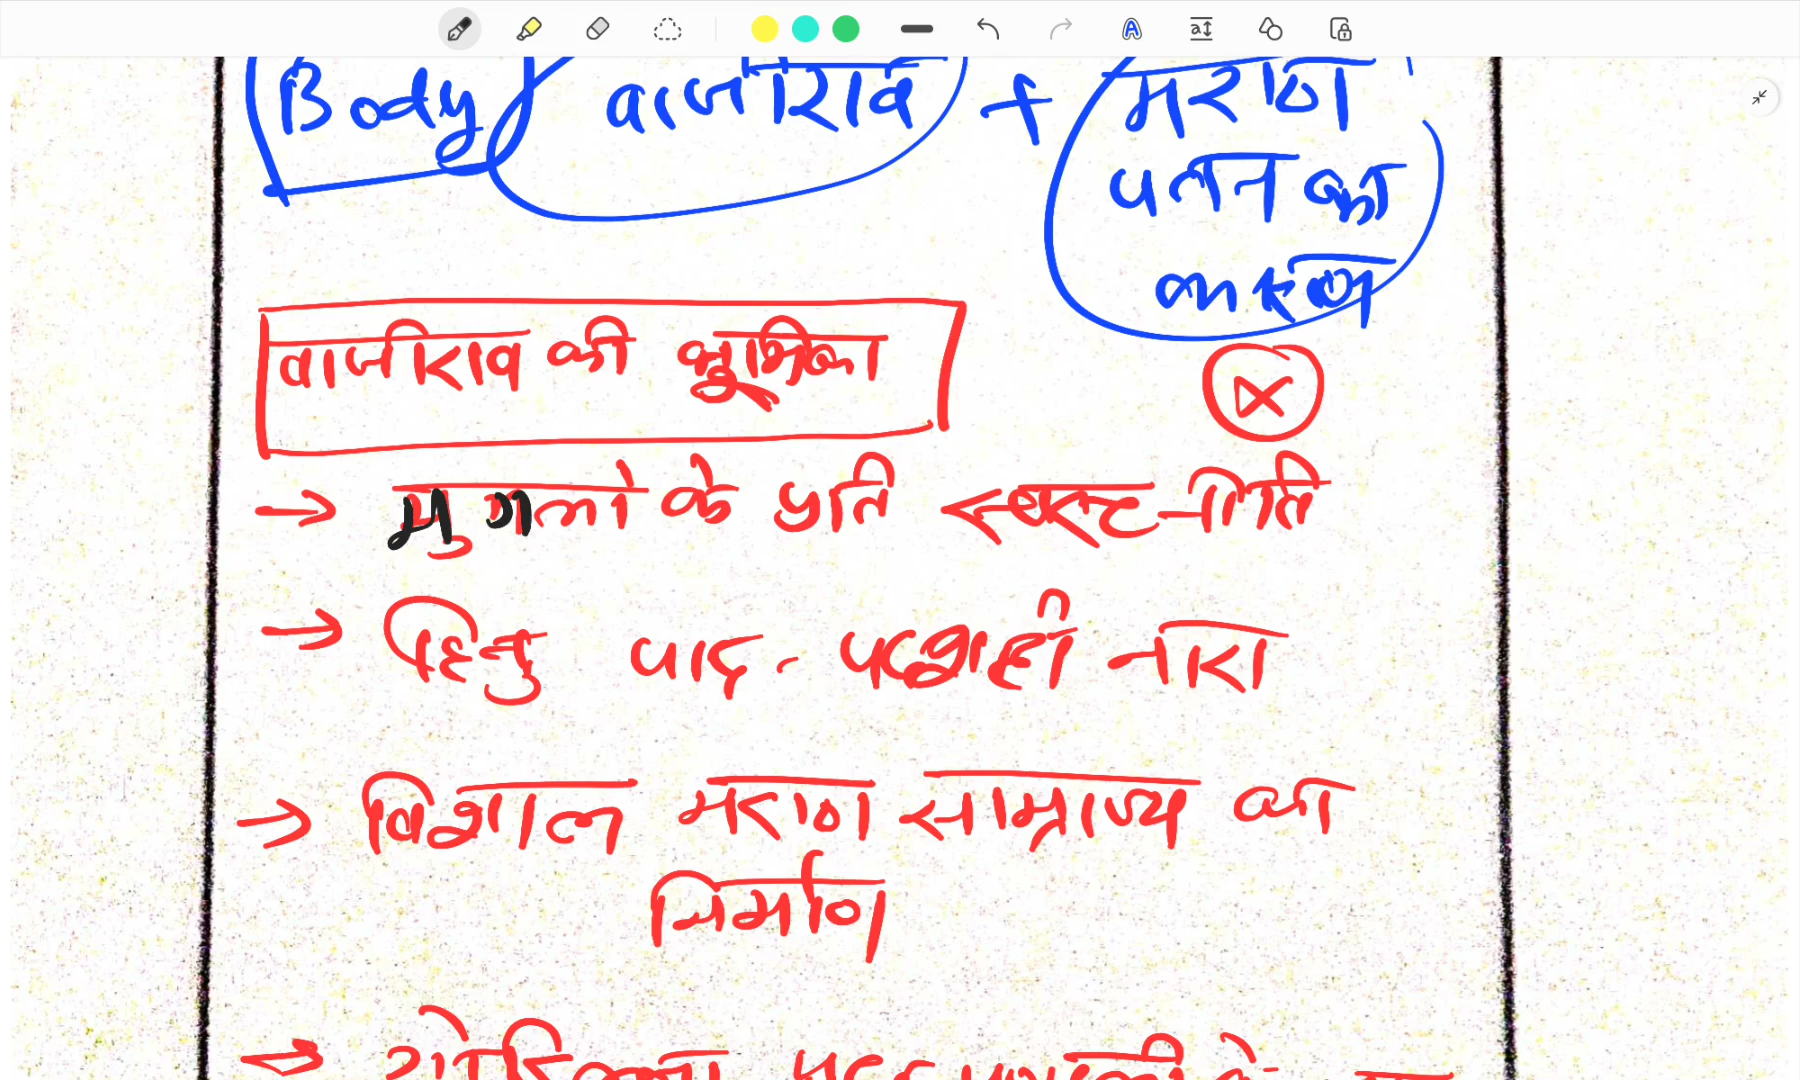 Body बाजीराव + मराठा
पतन का
कारण
बाजीराव की भूमिका
→ मुगलो के प्रति स्पष्ट नीति
→ हिन्दु पाद - पदशाही नारा
→ विशाल मराठा साम्राज्य का
निर्माण